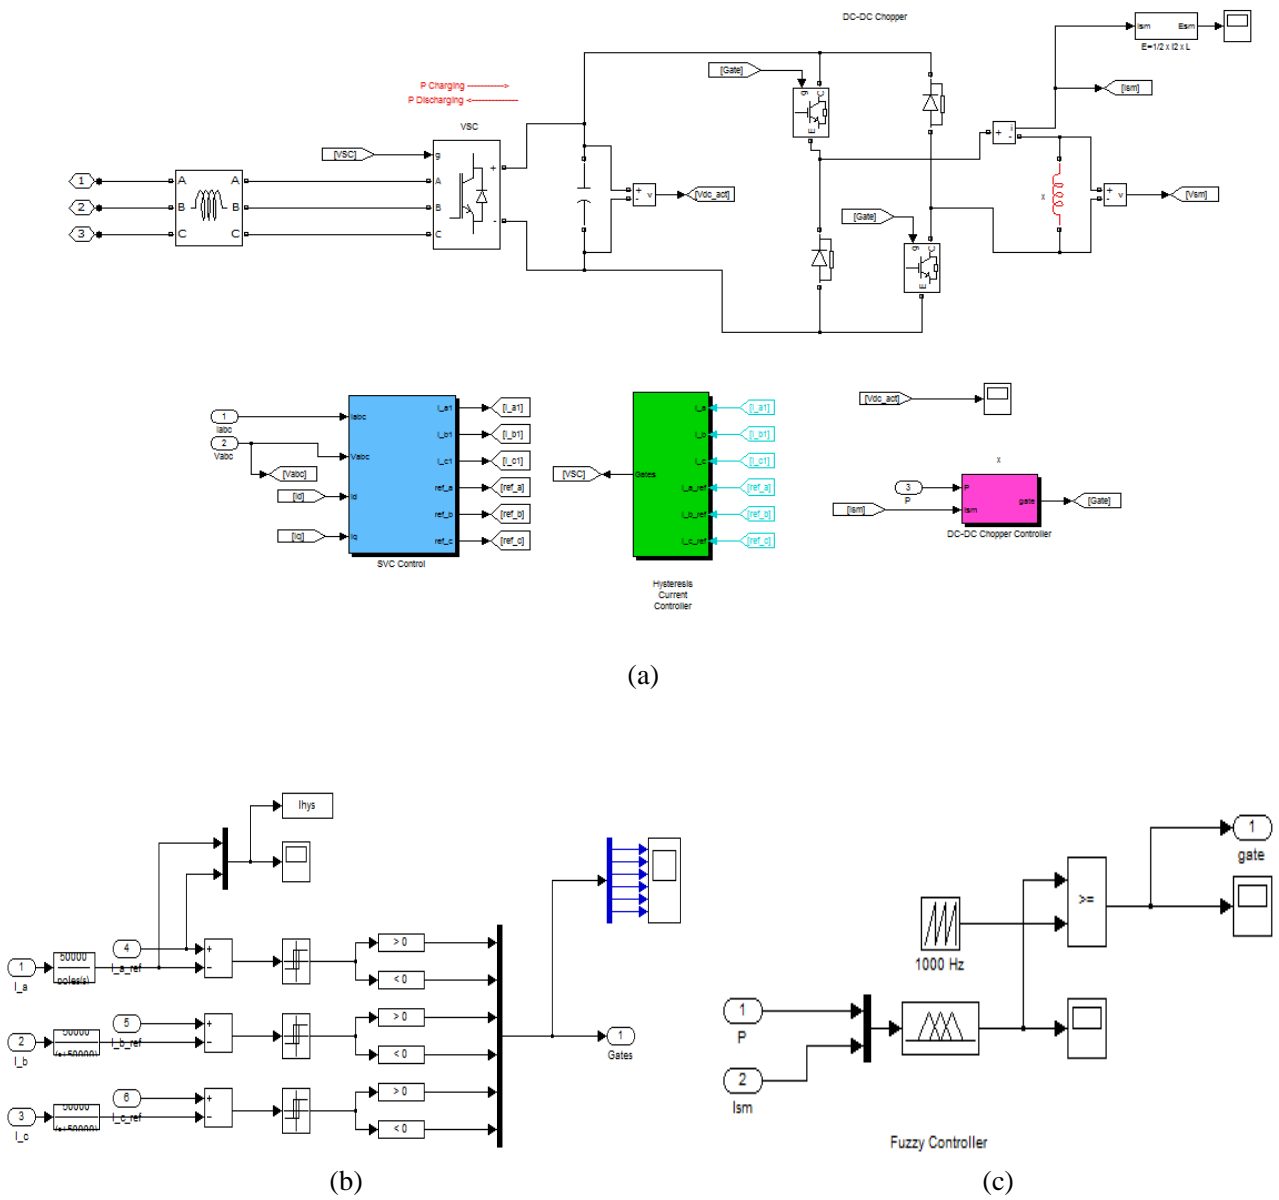 DC-DC Chopper
Ism Esm
E=1/2 x I2 x L
[Gate]
[Ism]
P Charging ----------->
P Discharging <--------------
VSC
[VSC]
g
g C
E
i
+
-
1 A A A
2 B B B
3 C C C
+
-
+
-
v
[Vdc_act]
[Gate]
g C
E
x
+
-
v
[Vsm]
1
Iabc
2
Vabc
[Vabc]
[Id]
[Iq]
Iabc
Vabc
Id
Iq
I_a1 [I_a1]
I_b1 [I_b1]
I_c1 [I_c1]
ref_a [ref_a]
ref_b [ref_b]
ref_c [ref_c]
SVC Control
[VSC]
Gates
I_a [I_a1]
I_b [I_b1]
I_c [I_c1]
I_a_ref [ref_a]
I_b_ref [ref_b]
I_c_ref [ref_c]
Hysteresis
Current
Controller
[Vdc_act]
x
3
P
[Ism]
P
Ism
gate
[Gate]
DC-DC Chopper Controller
(a)
Ihys
1
I_a
50000
poles(s)
4
I_a_ref
+
-
> 0
< 0
2
I_b
50000
(s+50000)
5
I_b_ref
+
-
> 0
< 0
1
Gates
3
I_c
50000
(s+50000)
6
I_c_ref
+
-
> 0
< 0
(b)
1
gate
>=
1000 Hz
1
P
2
Ism
Fuzzy Controller
(c)